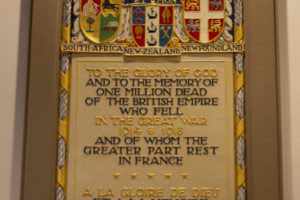 SOUTH·AFRICA NEW·ZEALAND NEWFOUNDLAND
TO THE GLORY OF GOD
AND TO THE MEMORY OF
ONE MILLION DEAD
OF THE BRITISH EMPIRE
WHO FELL
IN THE GREAT WAR
1914 1918
AND OF WHOM THE
GREATER PART REST
IN FRANCE
A LA GLOIRE DE DIEU